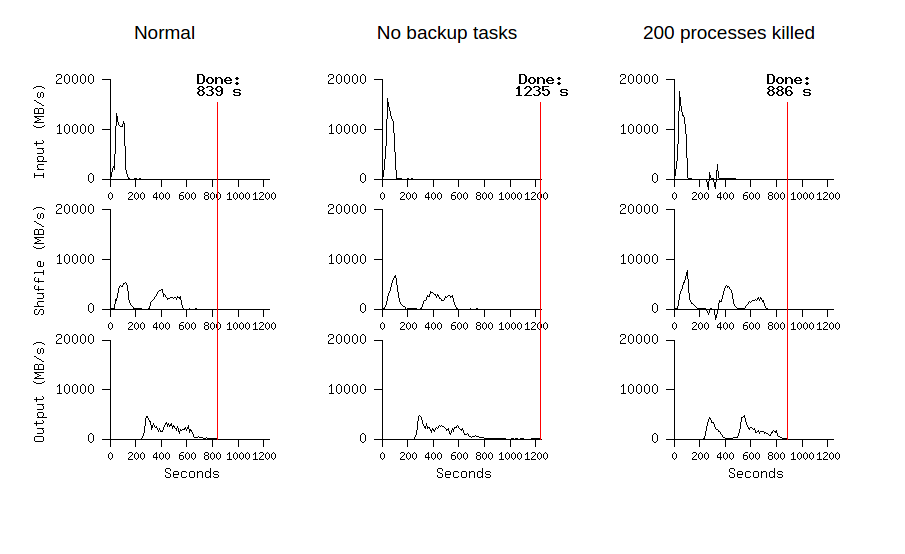 Normal No backup tasks 200 processes killed
Done: Done: Done:
839 s 1235 s 886 s
20000 20000 20000
Input (MB/s)
10000 10000 10000
0 0 0
0 200 400 600 800 1000 1200 0 200 400 600 800 1000 1200 0 200 400 600 800 1000 1200
20000 20000 20000
Shuffle (MB/s)
10000 10000 10000
0 0 0
0 200 400 600 800 1000 1200 0 200 400 600 800 1000 1200 0 200 400 600 800 1000 1200
20000 20000 20000
Output (MB/s)
10000 10000 10000
0 0 0
0 200 400 600 800 1000 1200 0 200 400 600 800 1000 1200 0 200 400 600 800 1000 1200
Seconds Seconds Seconds